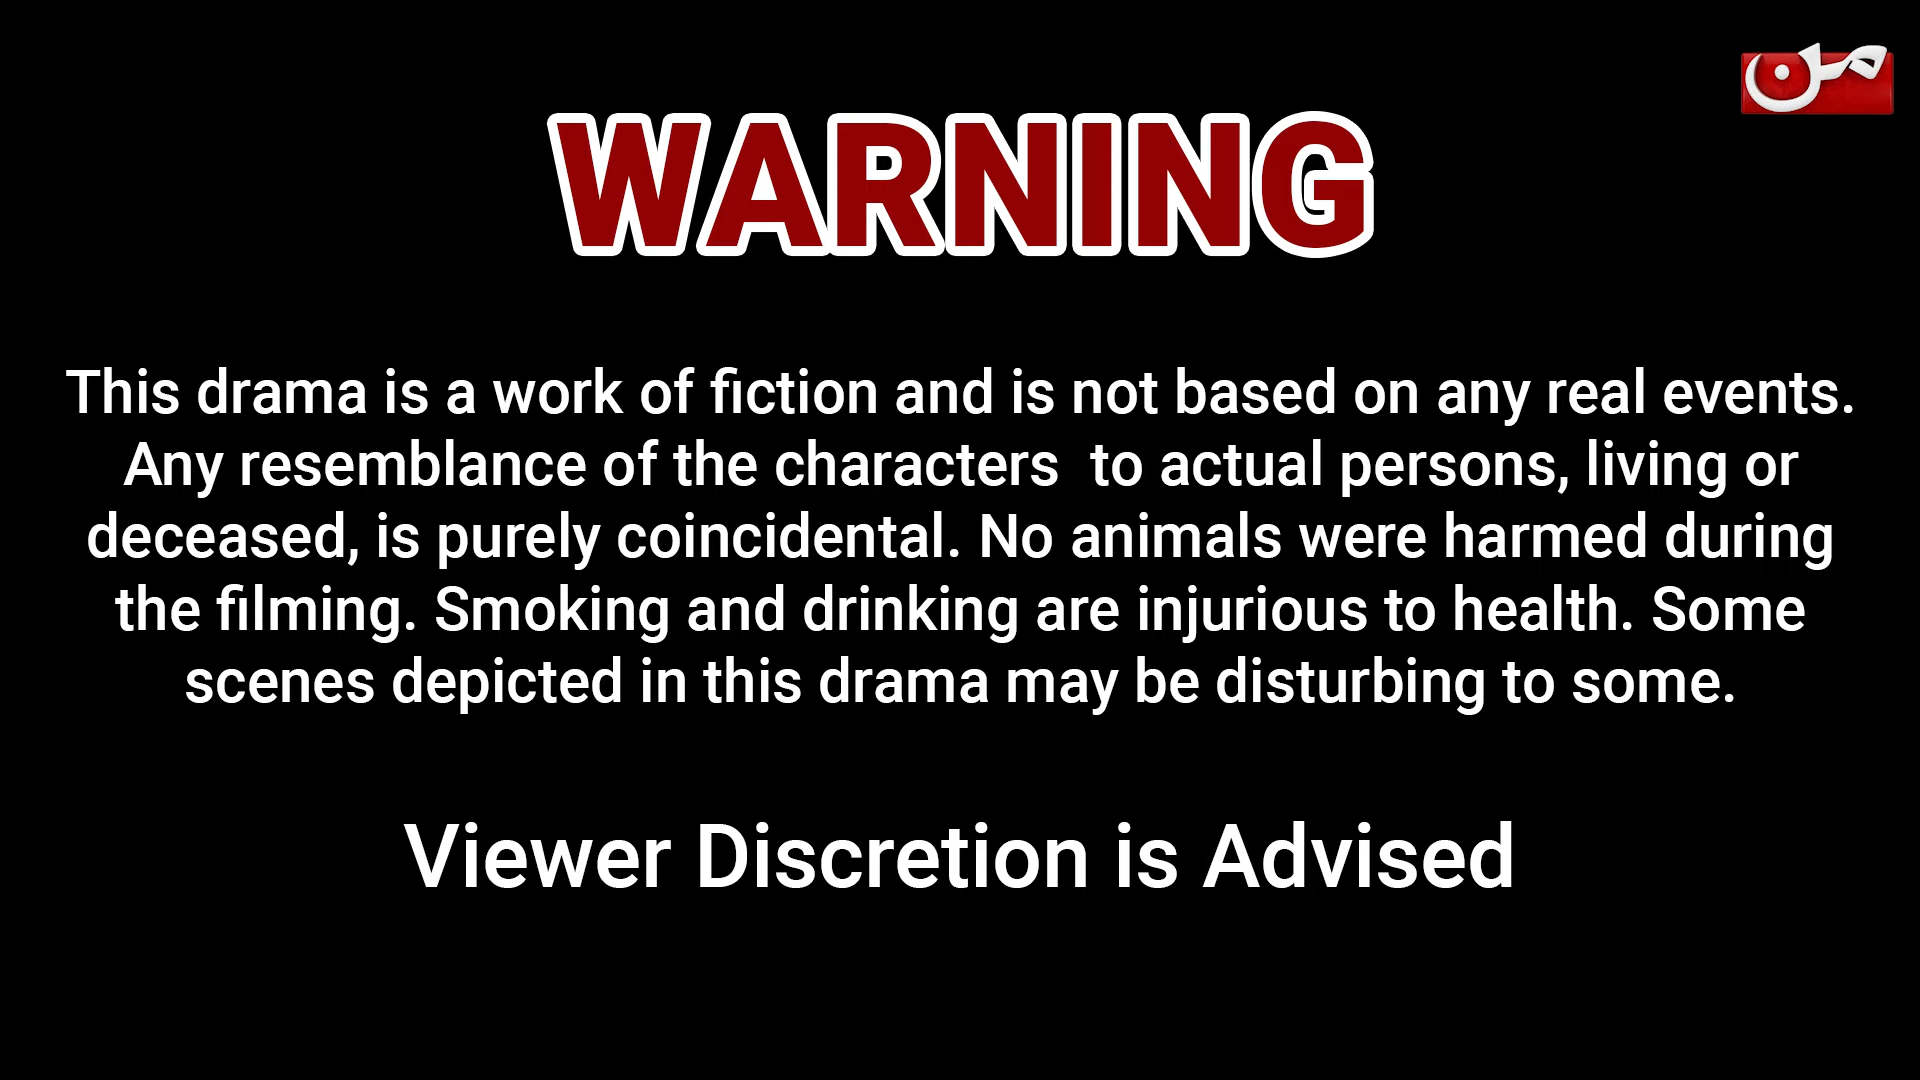 من
WARNING
This drama is a work of fiction and is not based on any real events.
Any resemblance of the characters  to actual persons, living or
deceased, is purely coincidental. No animals were harmed during
the filming. Smoking and drinking are injurious to health. Some
scenes depicted in this drama may be disturbing to some.
Viewer Discretion is Advised